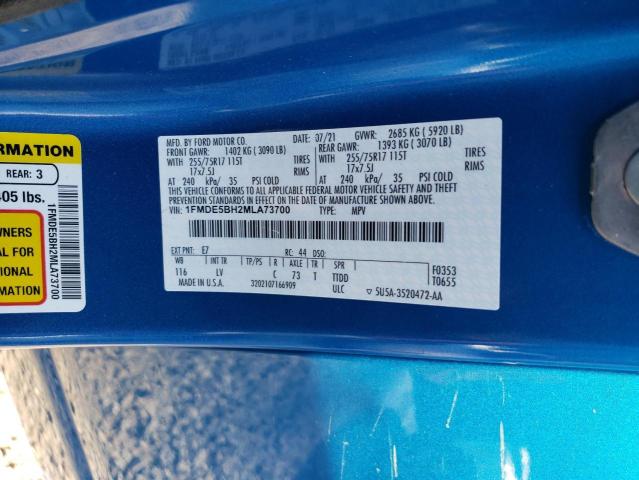 ORMATION
REAR: 3
405 lbs.
WNERS
AL FOR
IONAL
MATION
1FMDE5BH2MLA73700
MFD. BY FORD MOTOR CO.
DATE: 07/21
GVWR: 2685 KG ( 5920 LB)
FRONT GAWR: 1402 KG ( 3090 LB)
REAR GAWR: 1393 KG ( 3070 LB)
WITH 255/75R17 115T TIRES
WITH 255/75R17 115T TIRES
17x7.5J RIMS
17x7.5J RIMS
AT 240 kPa/ 35 PSI COLD
AT 240 kPa/ 35 PSI COLD
THIS VEHICLE CONFORMS TO ALL APPLICABLE FEDERAL MOTOR VEHICLE SAFETY AND THEFT
PREVENTION STANDARDS IN EFFECT ON THE DATE OF MANUFACTURE SHOWN ABOVE.
VIN: 1FMDE5BH2MLA73700
TYPE: MPV
EXT PNT: E7
RC: 44 DSO:
WB INT TR TP/PS R AXLE TR SPR
F0353
116 LV C 73 T TTDD
T0655
MADE IN U.S.A. 3202107166909 ULC
▽ 5U5A-3520472-AA